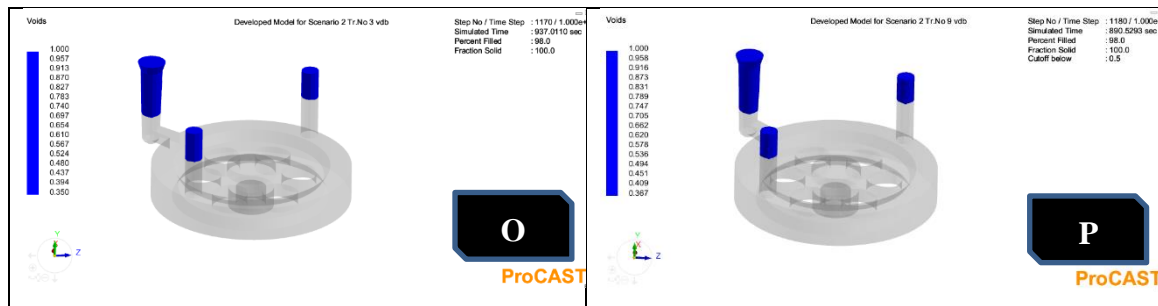 Voids
Developed Model for Scenario 2 Tr.No 3 vdb
Step No / Time Step : 1170 / 1.000e+
Simulated Time : 937.0110 sec
Percent Filled : 98.0
Fraction Solid : 100.0
1.000
0.957
0.913
0.870
0.827
0.783
0.740
0.697
0.654
0.610
0.567
0.524
0.480
0.437
0.394
0.350
Y
X
Z
O
ProCAST
Voids
Developed Model for Scenario 2 Tr.No 9 vdb
Step No / Time Step : 1180 / 1.000e
Simulated Time : 890.5293 sec
Percent Filled : 98.0
Fraction Solid : 100.0
Cutoff below : 0.5
1.000
0.958
0.916
0.873
0.831
0.789
0.747
0.705
0.662
0.620
0.578
0.536
0.494
0.451
0.409
0.367
Y
X
Z
P
ProCAST